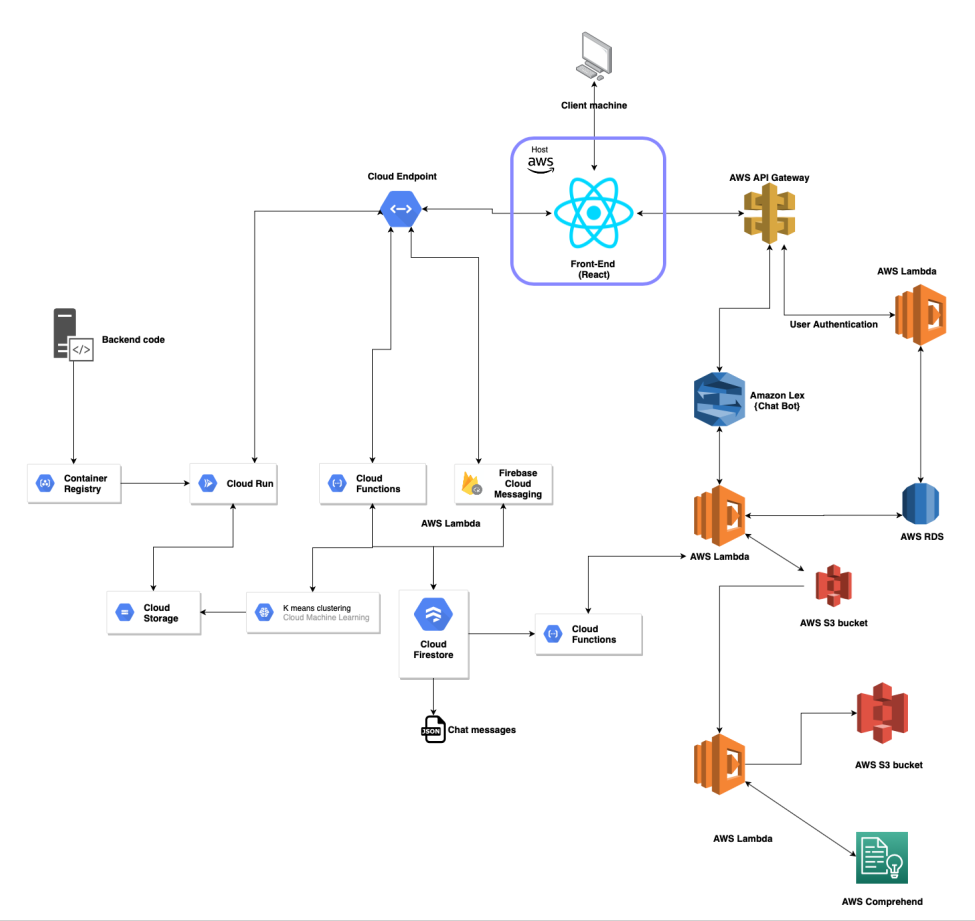 Client machine
Host
aws
Cloud Endpoint
AWS API Gateway
Front-End
(React)
AWS Lambda
User Authentication
Backend code
Amazon Lex
{Chat Bot}
Container
Registry
Cloud Run
Cloud
Functions
Firebase
Cloud
Messaging
AWS Lambda
AWS RDS
AWS Lambda
Cloud
Storage
K means clustering
Cloud Machine Learning
Cloud
Firestore
Cloud
Functions
AWS S3 bucket
JSON
Chat messages
AWS S3 bucket
AWS Lambda
AWS Comprehend